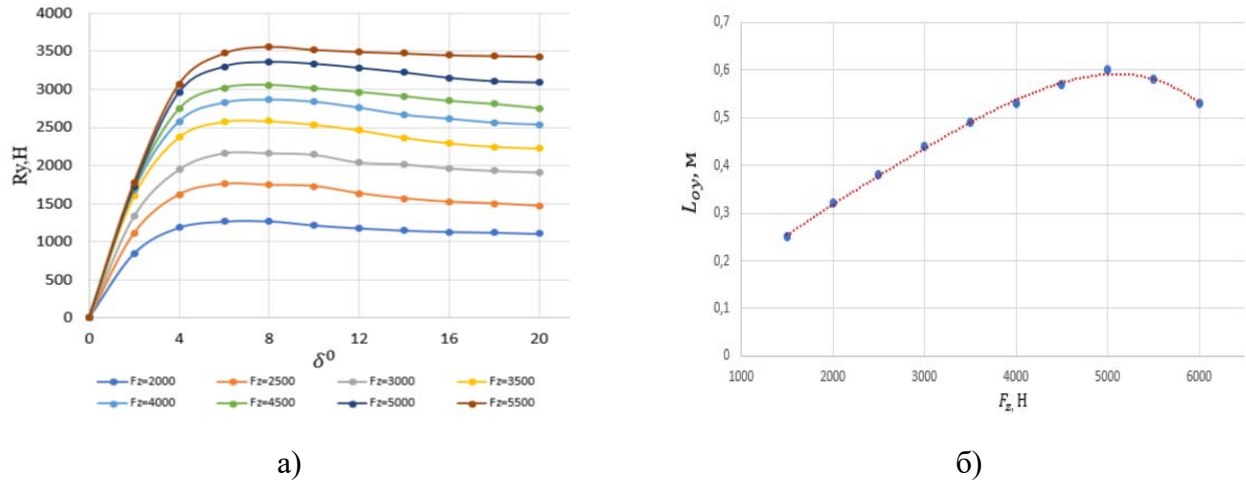 4000
3500
3000
2500
2000
1500
1000
500
0
Ry,H
0 4 8 12 16 20
δ⁰
Fz=2000 Fz=2500 Fz=3000 Fz=3500
Fz=4000 Fz=4500 Fz=5000 Fz=5500
а)
0,7
0,6
0,5
0,4
0,3
0,2
0,1
0
L_oy, м
1000 2000 3000 4000 5000 6000
F_z, Н
б)